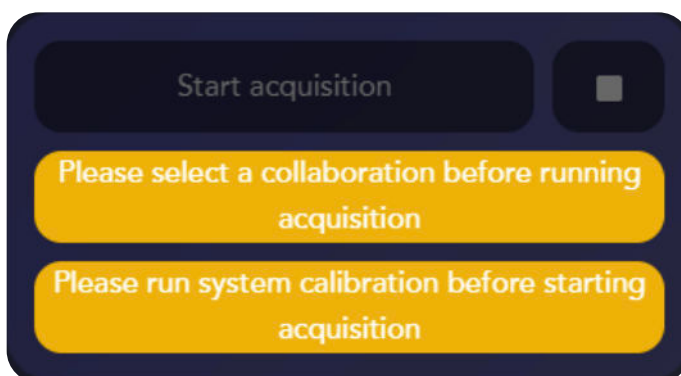 Start acquisition
Please select a collaboration before running
acquisition
Please run system calibration before starting
acquisition